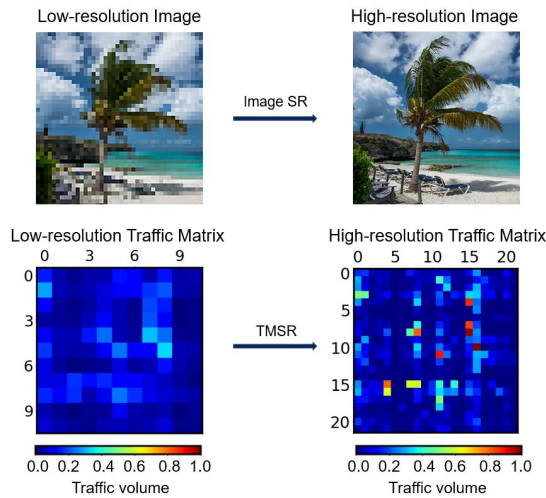 Low-resolution Image
High-resolution Image
Image SR
Low-resolution Traffic Matrix
High-resolution Traffic Matrix
0 3 6 9
0 5 10 15 20
0
3
6
9
TMSR
0
5
10
15
20
0.0 0.2 0.4 0.6 0.8 1.0
0.0 0.2 0.4 0.6 0.8 1.0
Traffic volume
Traffic volume